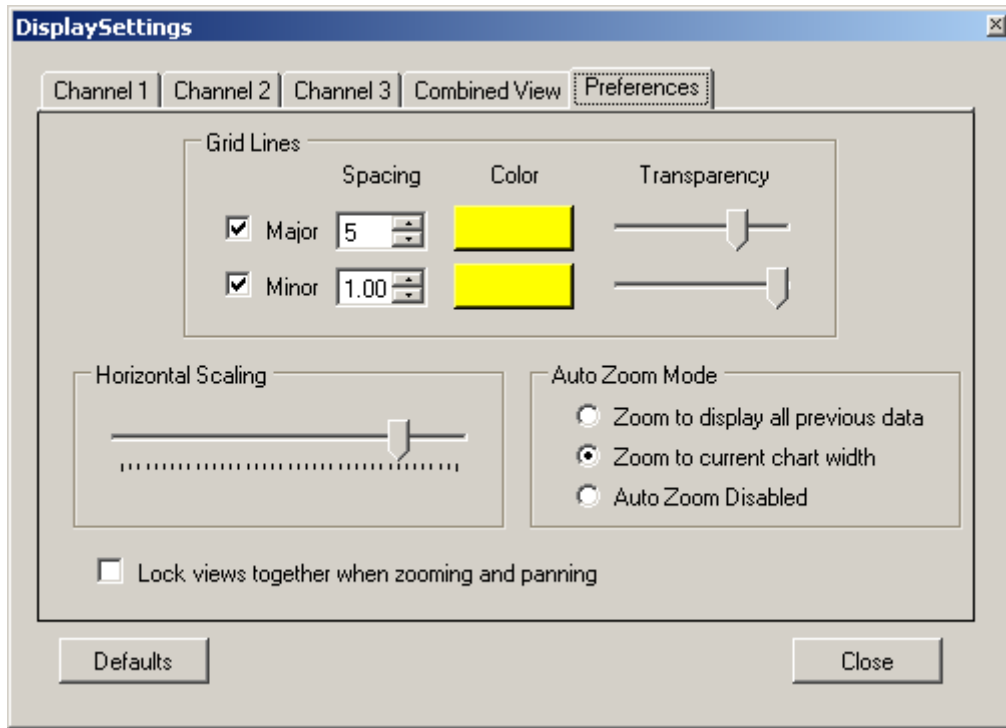 DisplaySettings
Channel 1 Channel 2 Channel 3 Combined View Preferences
Grid Lines
Spacing Color Transparency
Major 5
Minor 1.00
Horizontal Scaling
Auto Zoom Mode
Zoom to display all previous data
Zoom to current chart width
Auto Zoom Disabled
Lock views together when zooming and panning
Defaults Close